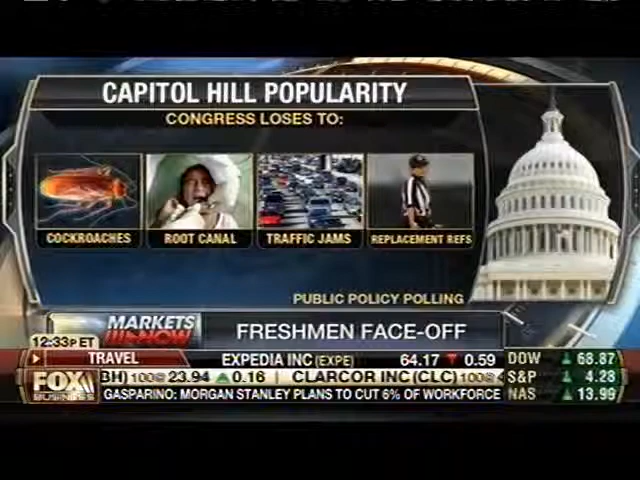 CAPITOL HILL POPULARITY
CONGRESS LOSES TO:
COCKROACHES
ROOT CANAL
TRAFFIC JAMS
REPLACEMENT REFS
PUBLIC POLICY POLLING
MARKETS NOW
FRESHMEN FACE-OFF
12:33P ET
TRAVEL
EXPEDIA INC (EXPE) 64.17 ▼ 0.59
DOW ▲ 68.87
FOX BUSINESS
BH) 100@ 23.94 ▲ 0.16 | CLARCOR INC (CLC) 100@
S&P ▲ 4.28
GASPARINO: MORGAN STANLEY PLANS TO CUT 6% OF WORKFORCE
NAS ▲ 13.99